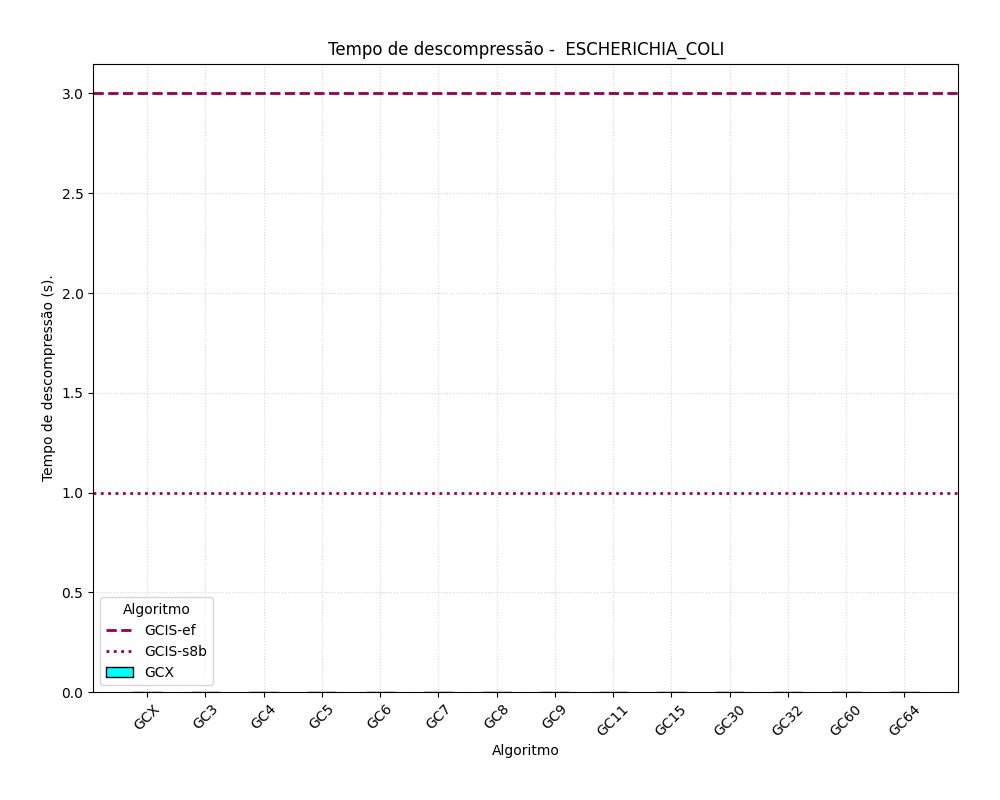 Tempo de descompressão - ESCHERICHIA_COLI
Tempo de descompressão (s).
3.0
2.5
2.0
1.5
1.0
0.5
0.0
Algoritmo
GCIS-ef
GCIS-s8b
GCX
GCX
GC3
GC4
GC5
GC6
GC7
GC8
GC9
GC11
GC15
GC30
GC32
GC60
GC64
Algoritmo